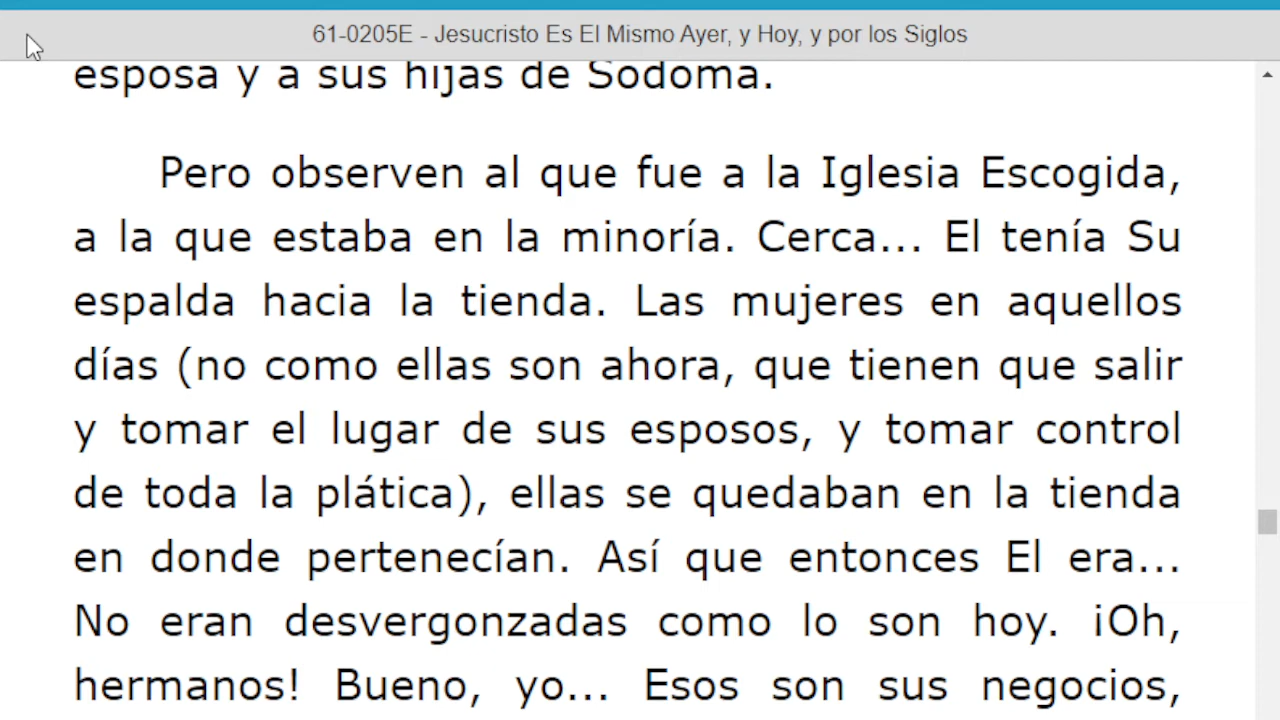 61-0205E - Jesucristo Es El Mismo Ayer, y Hoy, y por los Siglos
esposa y a sus hijas de Sodoma.
Pero observen al que fue a la Iglesia Escogida,
a la que estaba en la minoría. Cerca... El tenía Su
espalda hacia la tienda. Las mujeres en aquellos
días (no como ellas son ahora, que tienen que salir
y tomar el lugar de sus esposos, y tomar control
de toda la plática), ellas se quedaban en la tienda
en donde pertenecían. Así que entonces El era...
No eran desvergonzadas como lo son hoy. ¡Oh,
hermanos! Bueno, yo... Esos son sus negocios,